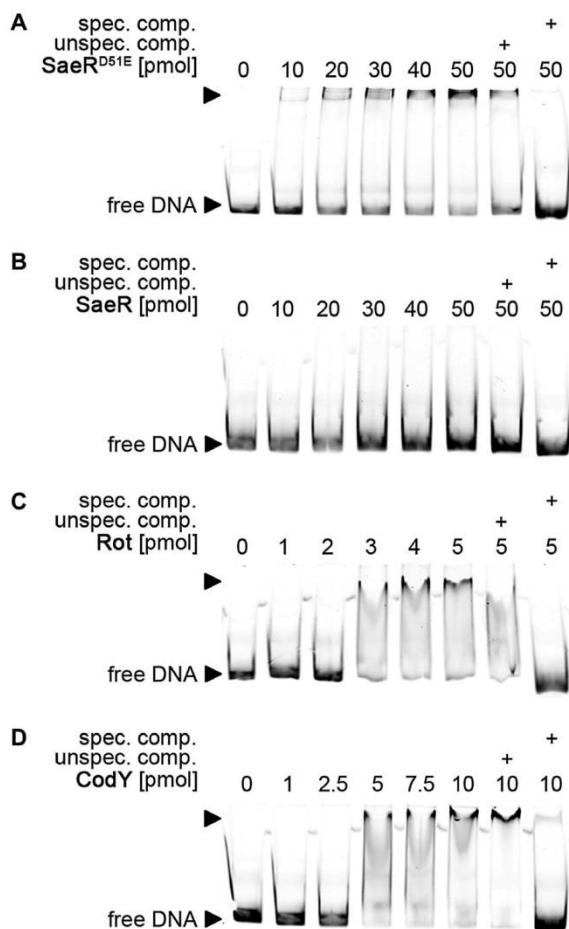 A
spec. comp. +
unspec. comp. +
SaeR^D51E [pmol] 0 10 20 30 40 50 50 50
free DNA
B
spec. comp. +
unspec. comp. +
SaeR [pmol] 0 10 20 30 40 50 50 50
free DNA
C
spec. comp. +
unspec. comp. +
Rot [pmol] 0 1 2 3 4 5 5 5
free DNA
D
spec. comp. +
unspec. comp. +
CodY [pmol] 0 1 2.5 5 7.5 10 10 10
free DNA